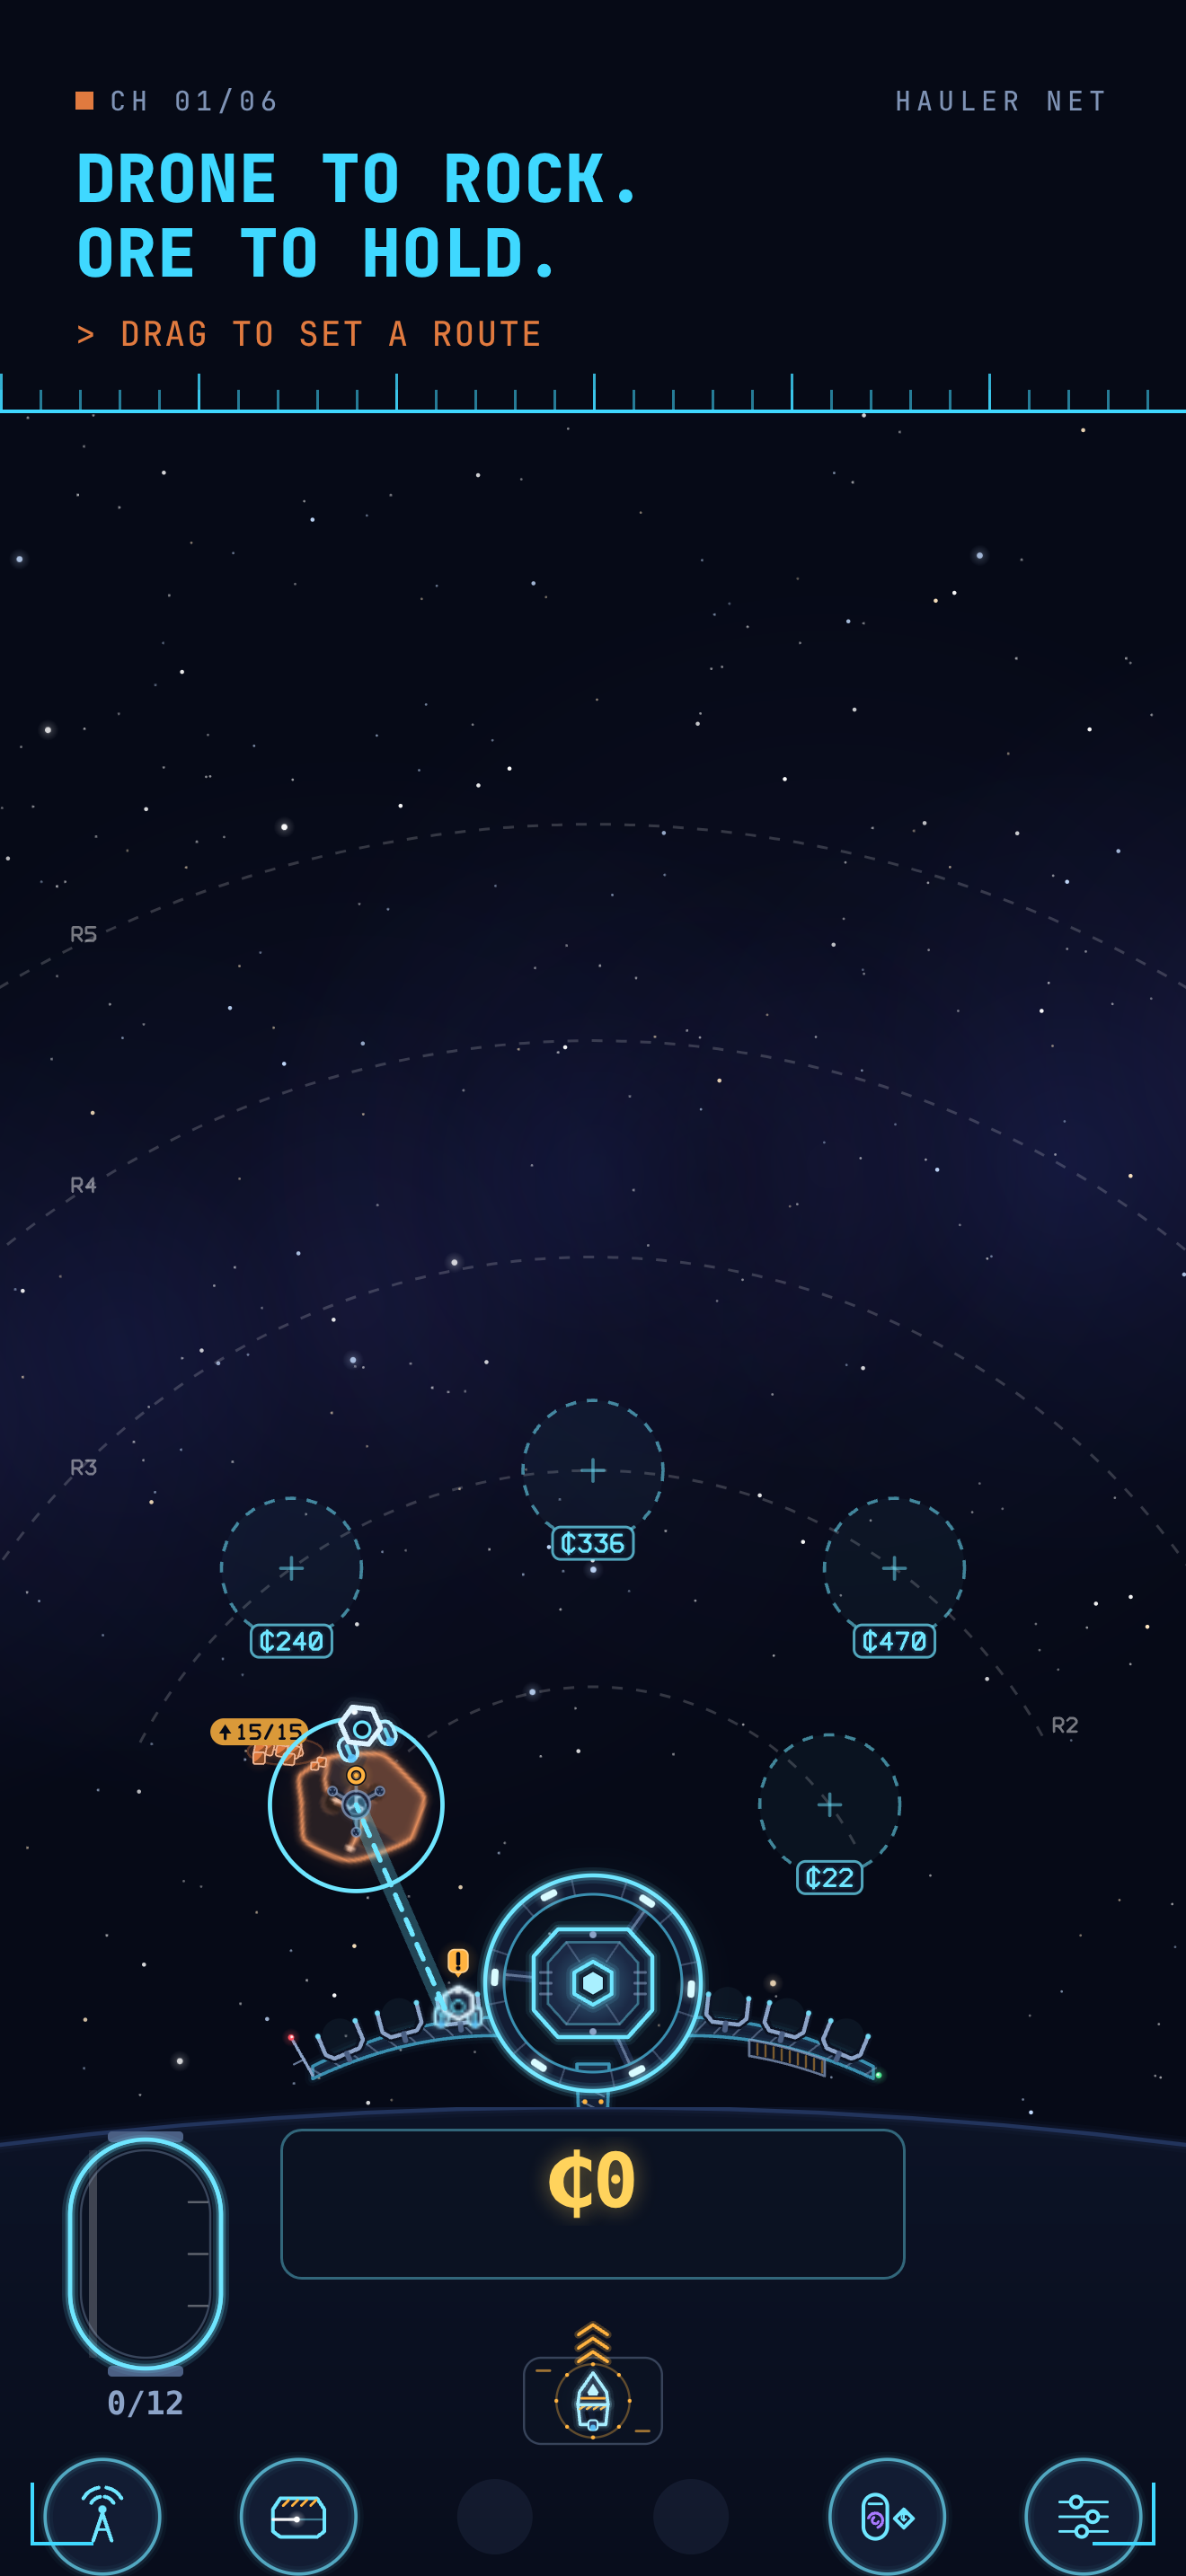 CH 01/06
HAULER NET
DRONE TO ROCK.
ORE TO HOLD.
> DRAG TO SET A ROUTE
R5
R4
R3
₵336
₵240
₵470
R2
15/15
₵22
!
₵0
0/12